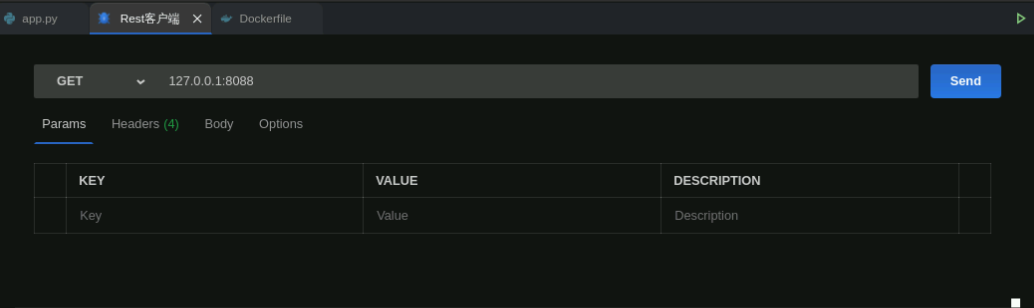 app.py Rest客户端 Dockerfile
GET 127.0.0.1:8088 Send
Params Headers (4) Body Options
KEY VALUE DESCRIPTION
Key Value Description